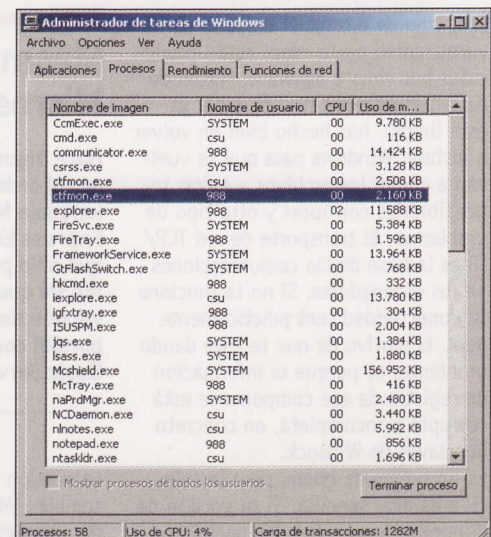 Administrador de tareas de Windows
Archivo Opciones Ver Ayuda
Aplicaciones Procesos Rendimiento Funciones de red
Nombre de imagen Nombre de usuario CPU Uso de m...
CcmExec.exe SYSTEM 00 9.780 KB
cmd.exe csu 00 116 KB
communicator.exe 988 00 14.424 KB
csrss.exe SYSTEM 00 3.128 KB
ctfmon.exe csu 00 2.508 KB
ctfmon.exe 988 00 2.160 KB
explorer.exe 988 00 11.588 KB
FireSvc.exe SYSTEM 00 5.384 KB
FireTray.exe 988 00 1.596 KB
FrameworkService.exe SYSTEM 00 13.964 KB
GtFlashSwitch.exe SYSTEM 00 768 KB
hkcmd.exe 988 00 332 KB
iexplore.exe csu 00 13.780 KB
igfxtray.exe 988 00 304 KB
ISUSPM.exe 988 00 2.004 KB
jqs.exe SYSTEM 00 1.384 KB
lsass.exe SYSTEM 00 1.880 KB
Mcshield.exe SYSTEM 00 156.952 KB
McTray.exe 988 00 416 KB
naPrdMgr.exe SYSTEM 00 2.480 KB
NCDaemon.exe csu 00 3.440 KB
nlnotes.exe csu 00 5.992 KB
notepad.exe 988 00 856 KB
ntaskldr.exe csu 00 1.696 KB
Mostrar procesos de todos los usuarios Terminar proceso
Procesos: 58 Uso de CPU: 4% Carga de transacciones: 1282M